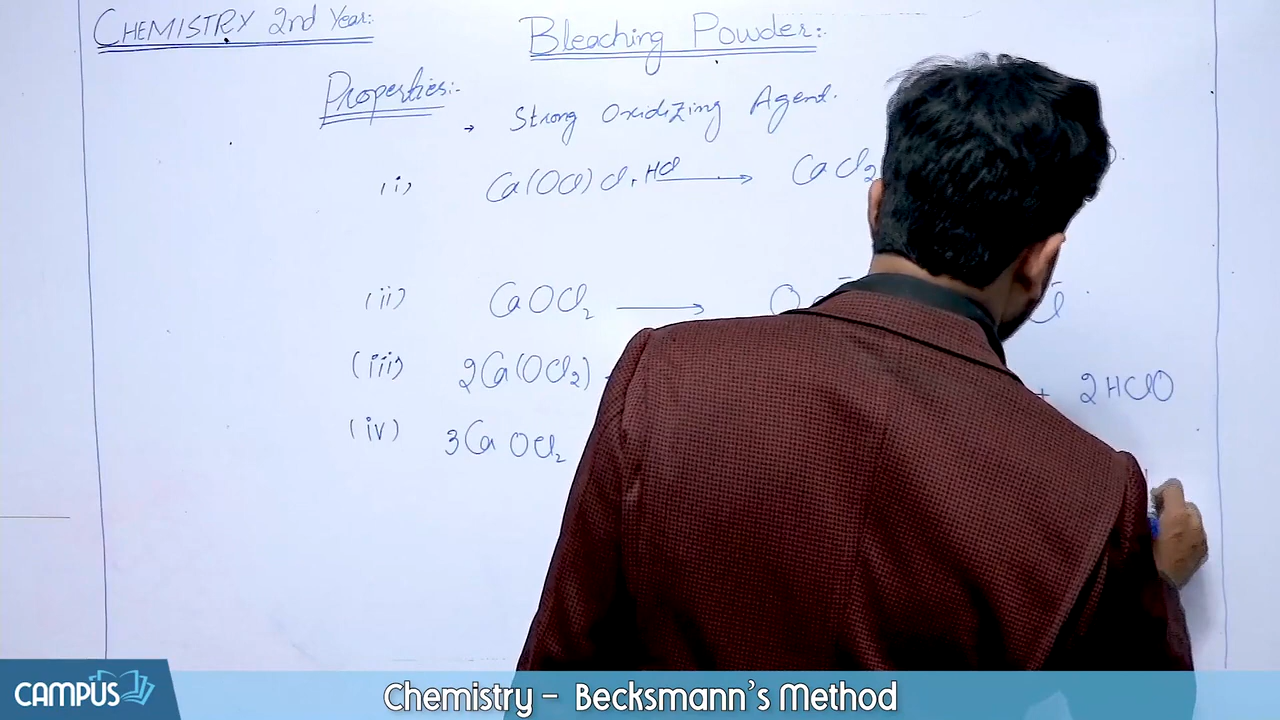 CHEMISTRY 2nd Year:
Bleaching Powder:
Properties:-
→ Strong Oxidizing Agent.
(i) Ca(OCl)Cl + HCl → CaCl2
(ii) CaOCl2 →
(iii) 2Ca(OCl2) + 2HClO
(iv) 3CaOCl2
CAMPUS
Chemistry – Becksmann's Method